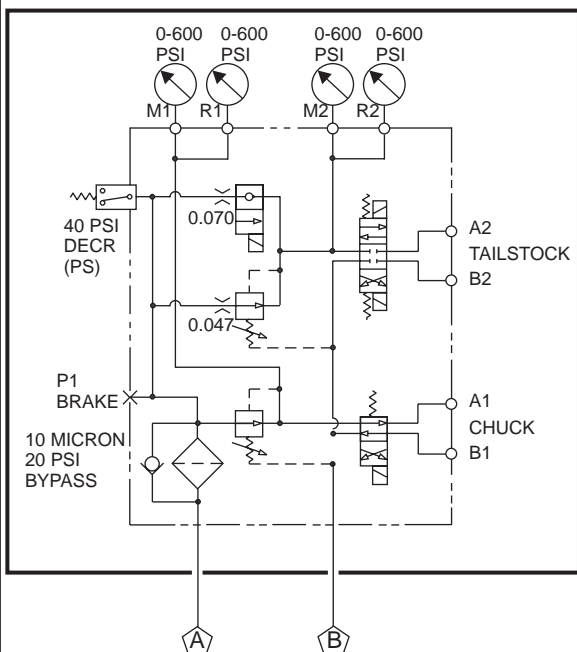 0-600
PSI
0-600
PSI
0-600
PSI
0-600
PSI
M1
R1
M2
R2
40 PSI
DECR
(PS)
0.070
0.047
A2
TAILSTOCK
B2
P1
BRAKE
10 MICRON
20 PSI
BYPASS
A1
CHUCK
B1
A
B